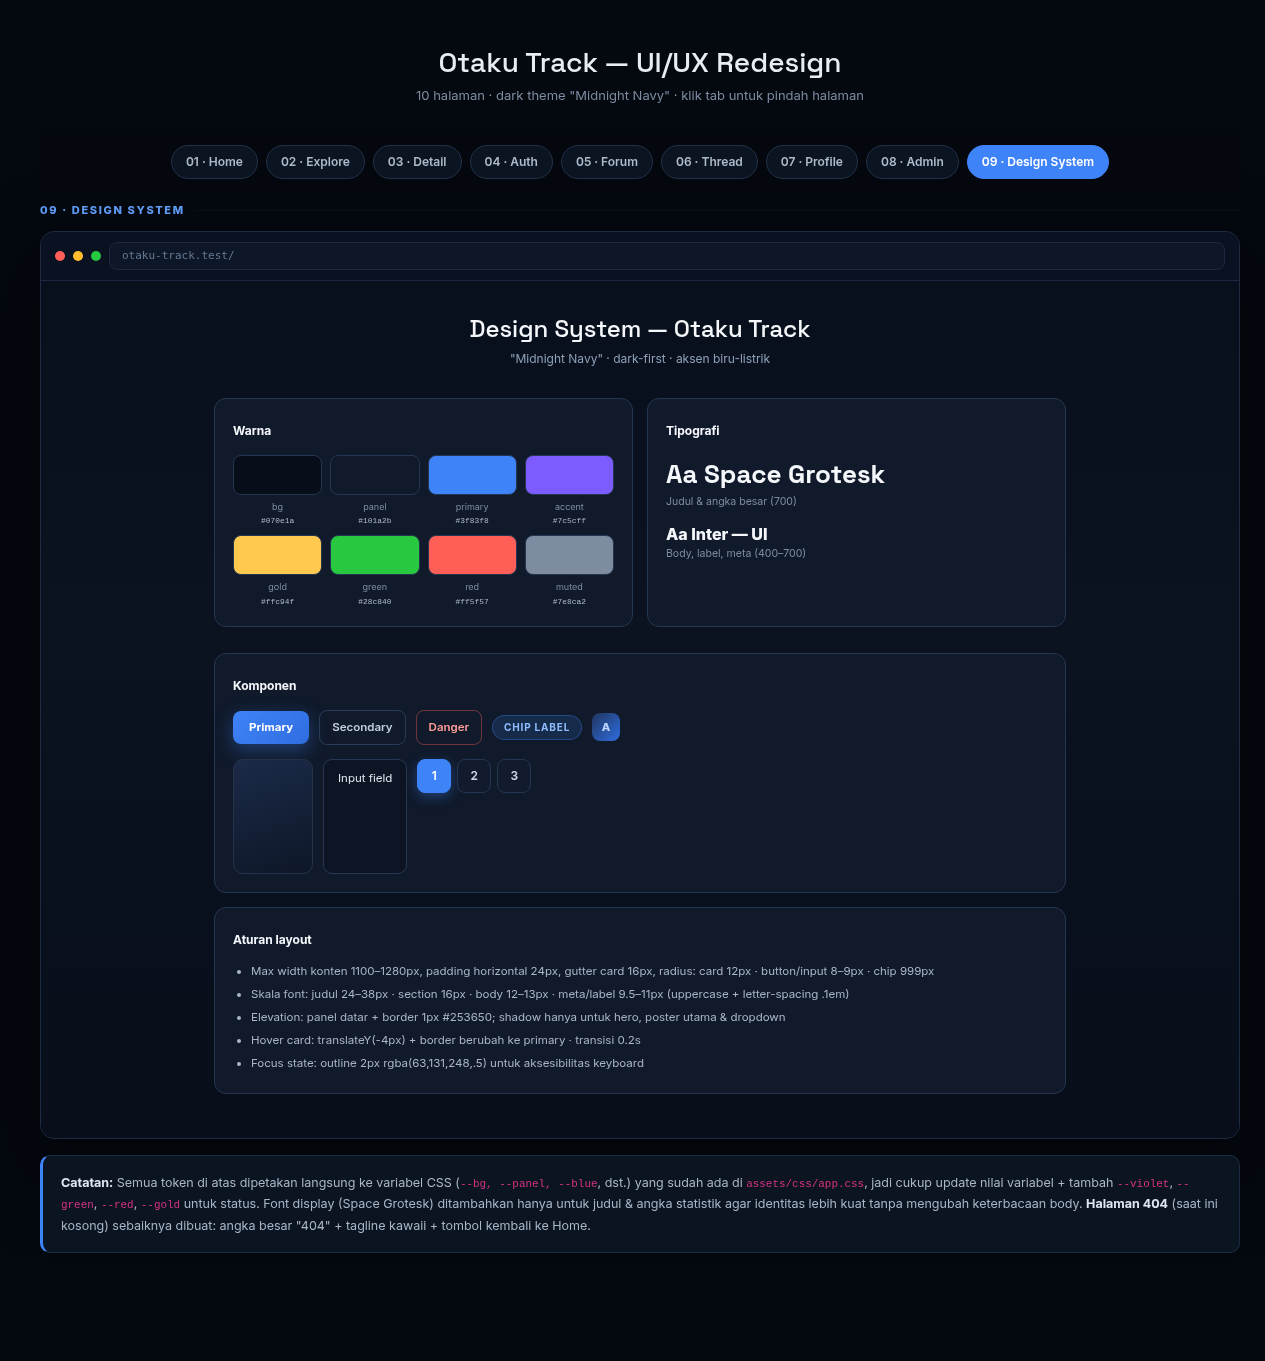 Otaku Track — UI/UX Redesign
10 halaman · dark theme "Midnight Navy" · klik tab untuk pindah halaman
01 · Home 02 · Explore 03 · Detail 04 · Auth 05 · Forum 06 · Thread 07 · Profile 08 · Admin 09 · Design System
09 · DESIGN SYSTEM
otaku-track.test/
Design System — Otaku Track
"Midnight Navy" · dark-first · aksen biru-listrik
Warna
bg panel primary accent
#070e1a #101a2b #3f83f8 #7c5cff
gold green red muted
#ffc94f #28c840 #ff5f57 #7e8ca2
Tipografi
Aa Space Grotesk
Judul & angka besar (700)
Aa Inter — UI
Body, label, meta (400–700)
Komponen
Primary Secondary Danger CHIP LABEL A
Input field 1 2 3
Aturan layout
• Max width konten 1100–1280px, padding horizontal 24px, gutter card 16px, radius: card 12px · button/input 8–9px · chip 999px
• Skala font: judul 24–38px · section 16px · body 12–13px · meta/label 9.5–11px (uppercase + letter-spacing .1em)
• Elevation: panel datar + border 1px #253650; shadow hanya untuk hero, poster utama & dropdown
• Hover card: translateY(-4px) + border berubah ke primary · transisi 0.2s
• Focus state: outline 2px rgba(63,131,248,.5) untuk aksesibilitas keyboard
Catatan: Semua token di atas dipetakan langsung ke variabel CSS (--bg, --panel, --blue, dst.) yang sudah ada di assets/css/app.css, jadi cukup update nilai variabel + tambah --violet, --
green, --red, --gold untuk status. Font display (Space Grotesk) ditambahkan hanya untuk judul & angka statistik agar identitas lebih kuat tanpa mengubah keterbacaan body. Halaman 404 (saat ini
kosong) sebaiknya dibuat: angka besar "404" + tagline kawaii + tombol kembali ke Home.